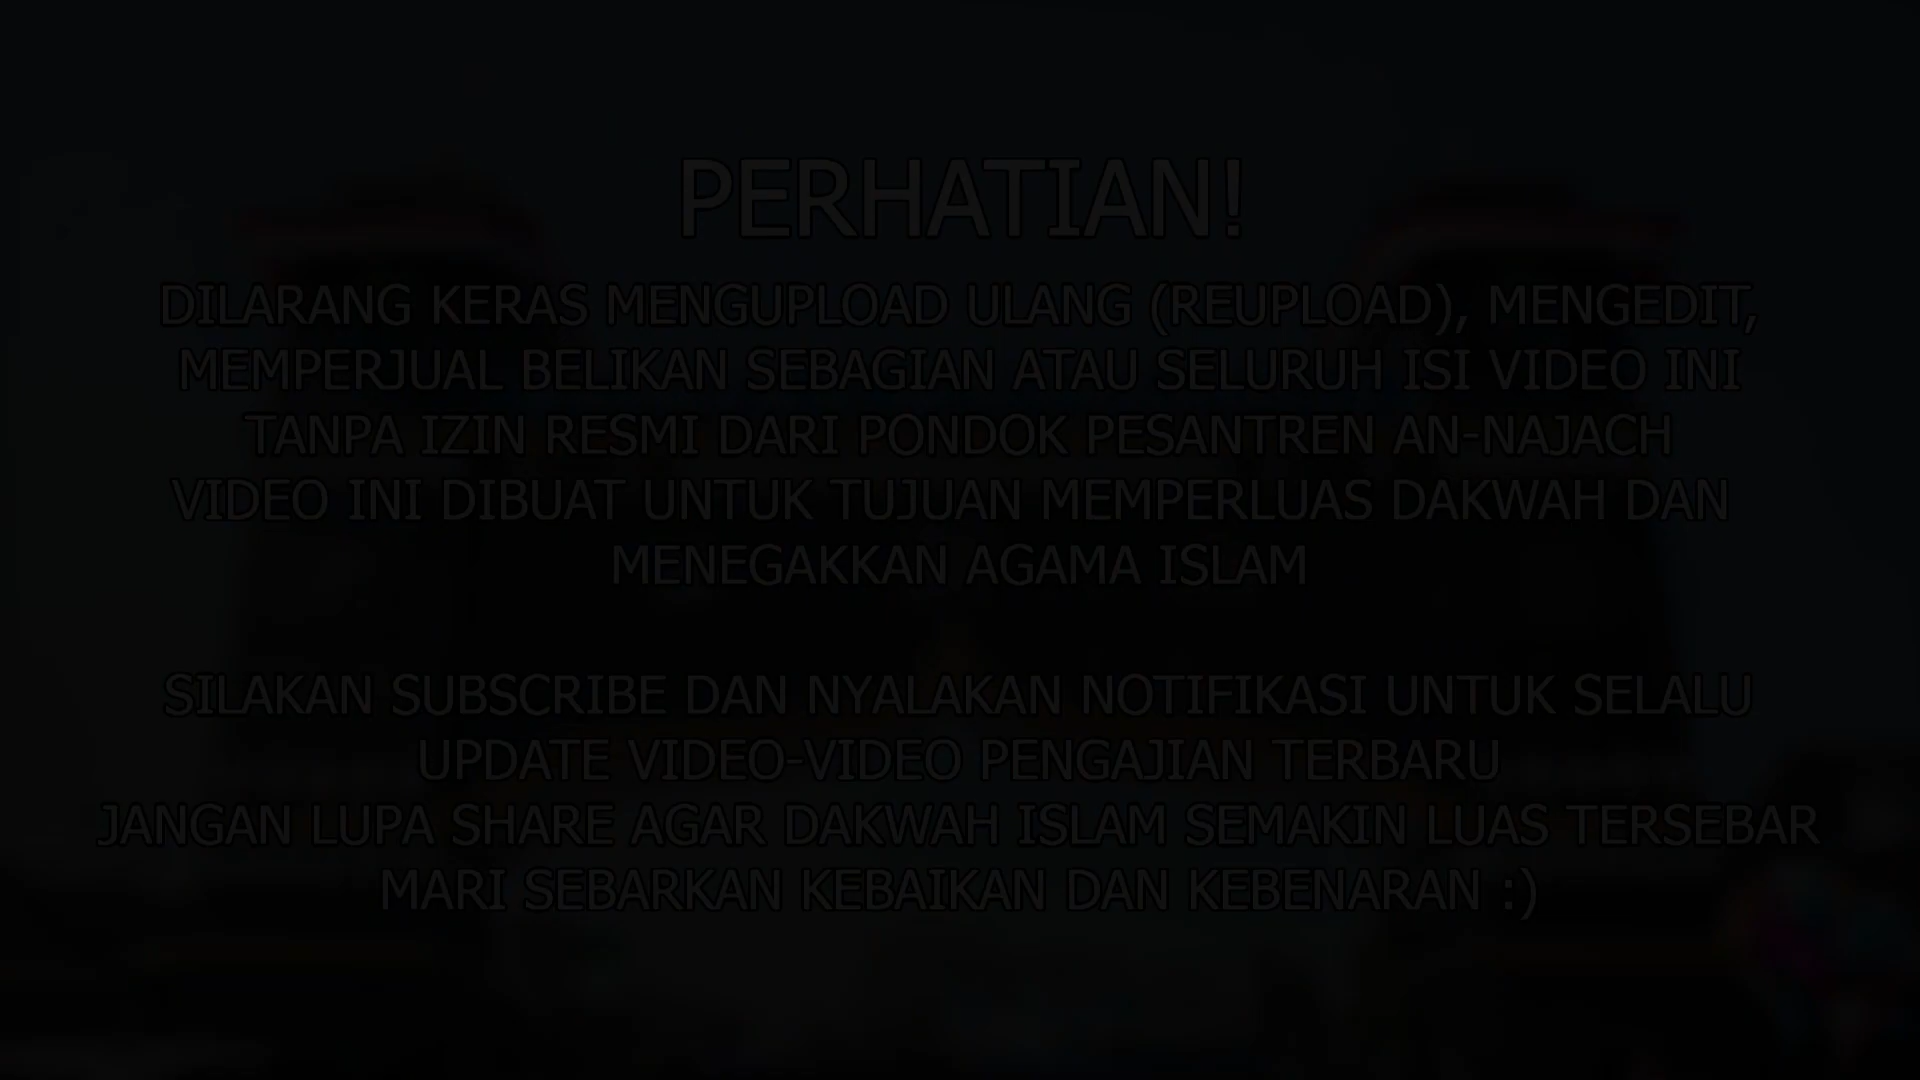 PERHATIAN!
DILARANG KERAS MENGUPLOAD ULANG (REUPLOAD), MENGEDIT,
MEMPERJUAL BELIKAN SEBAGIAN ATAU SELURUH ISI VIDEO INI
TANPA IZIN RESMI DARI PONDOK PESANTREN AN-NAJACH
VIDEO INI DIBUAT UNTUK TUJUAN MEMPERLUAS DAKWAH DAN
MENEGAKKAN AGAMA ISLAM
SILAKAN SUBSCRIBE DAN NYALAKAN NOTIFIKASI UNTUK SELALU
UPDATE VIDEO-VIDEO PENGAJIAN TERBARU
JANGAN LUPA SHARE AGAR DAKWAH ISLAM SEMAKIN LUAS TERSEBAR
MARI SEBARKAN KEBAIKAN DAN KEBENARAN :)